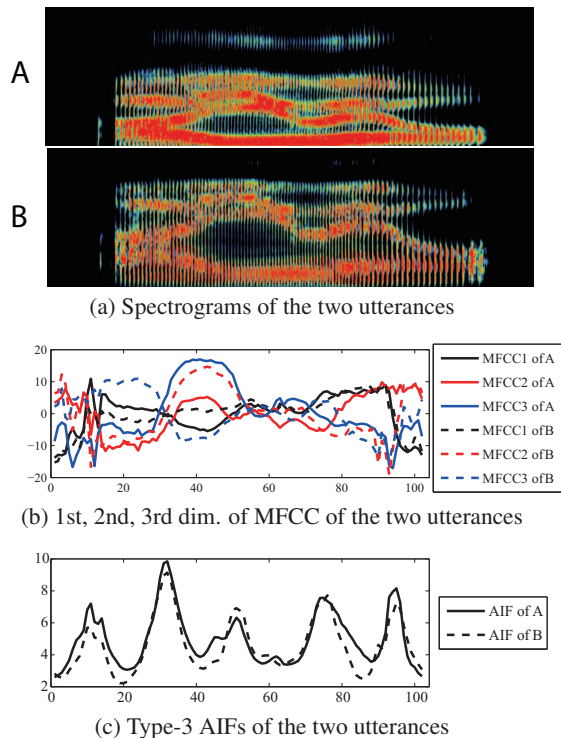 A
B
(a) Spectrograms of the two utterances
20
10
0
−10
−20
0 20 40 60 80 100
MFCC1 of A
MFCC2 of A
MFCC3 of A
MFCC1 of B
MFCC2 of B
MFCC3 of B
(b) 1st, 2nd, 3rd dim. of MFCC of the two utterances
10
8
6
4
2
0 20 40 60 80 100
AIF of A
AIF of B
(c) Type-3 AIFs of the two utterances